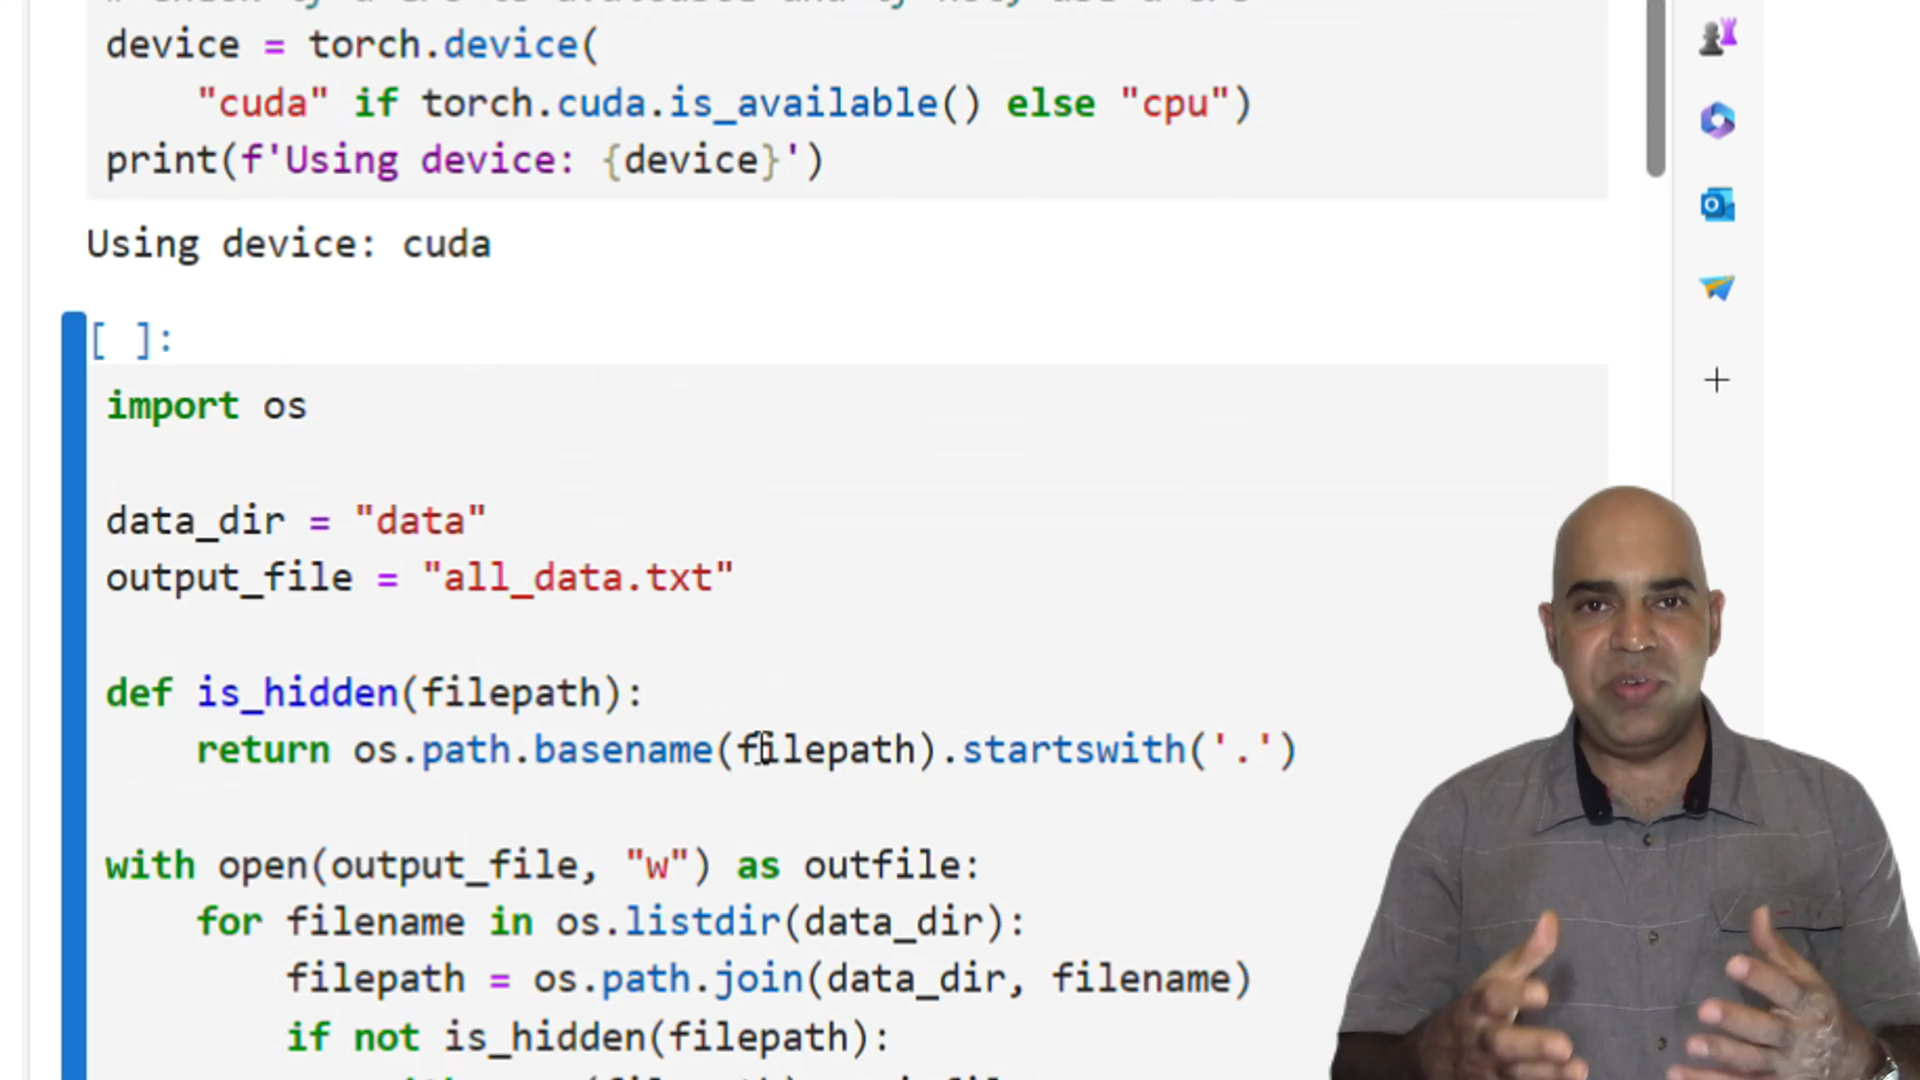 device = torch.device(
"cuda" if torch.cuda.is_available() else "cpu")
print(f'Using device: {device}')
Using device: cuda
[ ]:
import os
data_dir = "data"
output_file = "all_data.txt"
def is_hidden(filepath):
return os.path.basename(filepath).startswith('.')
with open(output_file, "w") as outfile:
for filename in os.listdir(data_dir):
filepath = os.path.join(data_dir, filename)
if not is_hidden(filepath):